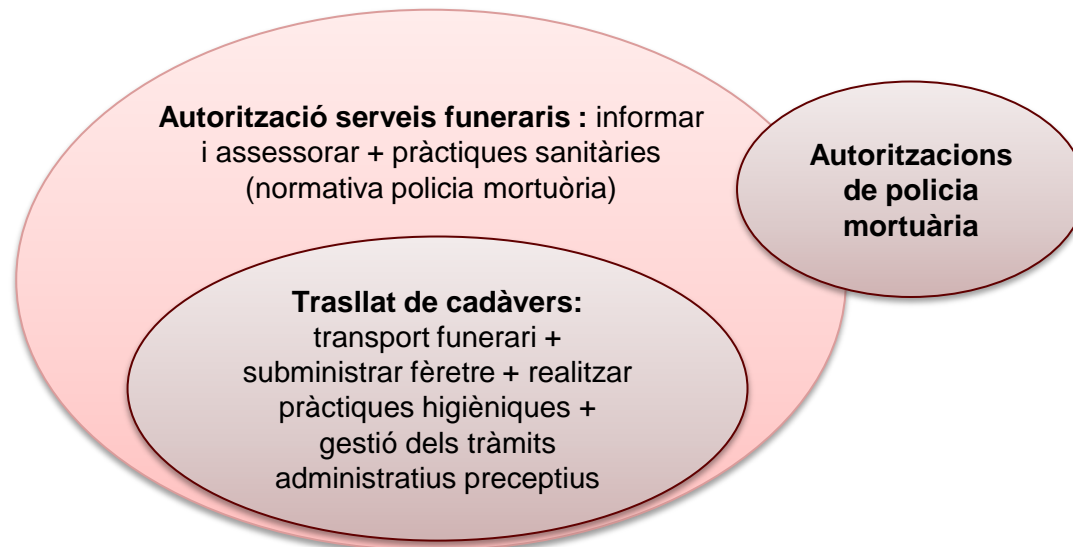 Autorització serveis funeraris : informar
i assessorar + pràctiques sanitàries
(normativa policia mortuòria)
Autoritzacions
de policia
mortuària
Trasllat de cadàvers:
transport funerari +
subministrar fèretre + realitzar
pràctiques higièniques +
gestió dels tràmits
administratius preceptius